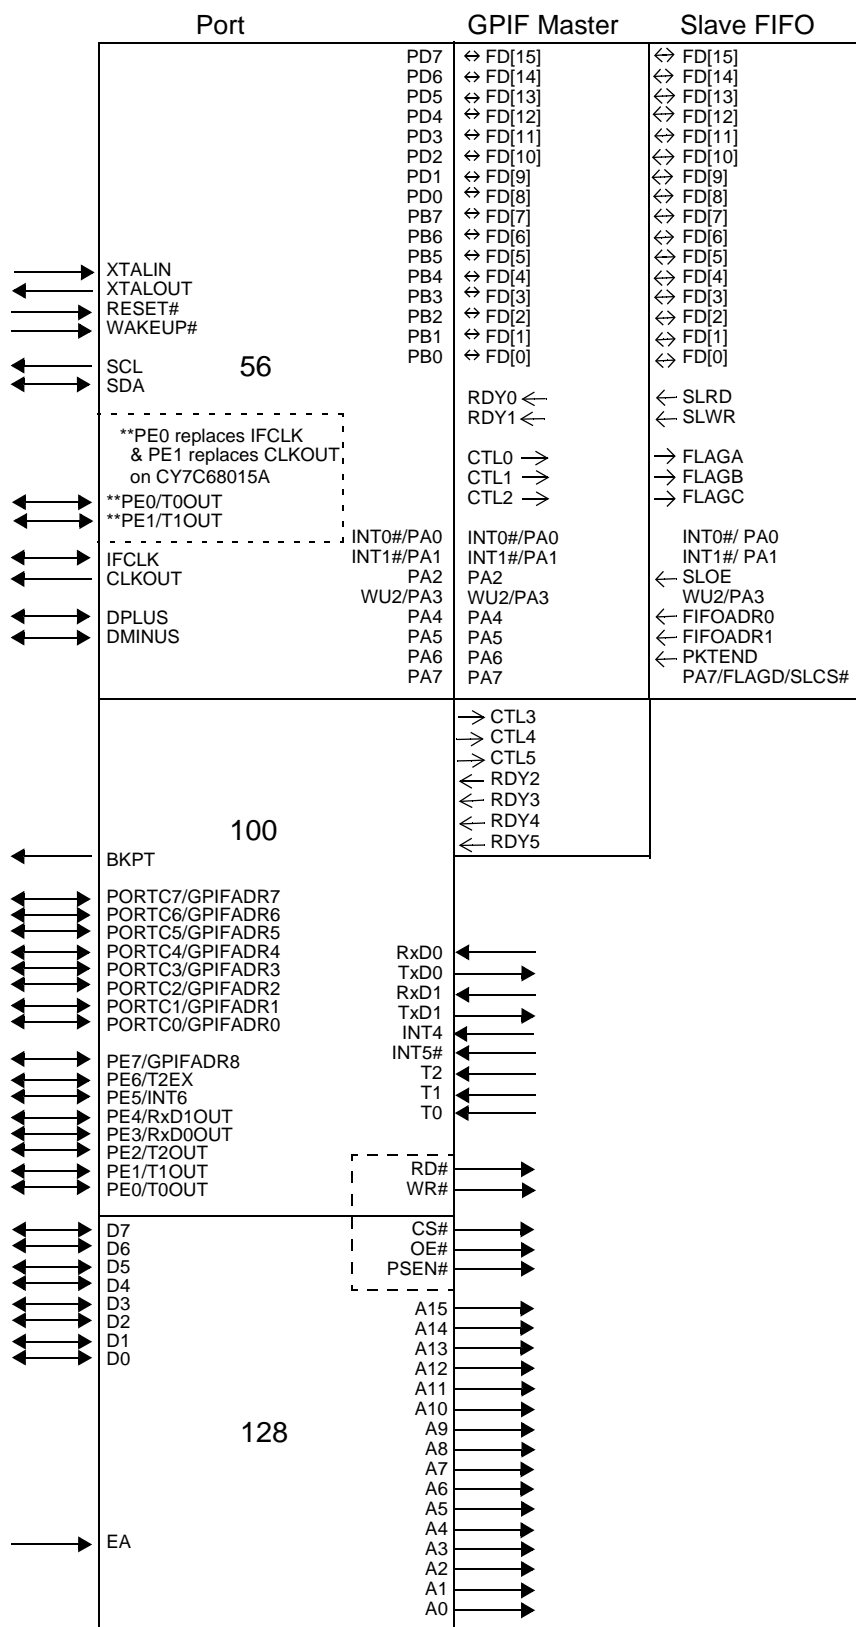 Port GPIF Master Slave FIFO
PD7 FD[15] FD[15]
PD6 FD[14] FD[14]
PD5 FD[13] FD[13]
PD4 FD[12] FD[12]
PD3 FD[11] FD[11]
PD2 FD[10] FD[10]
PD1 FD[9] FD[9]
PD0 FD[8] FD[8]
PB7 FD[7] FD[7]
PB6 FD[6] FD[6]
PB5 FD[5] FD[5]
XTALIN PB4 FD[4] FD[4]
XTALOUT PB3 FD[3] FD[3]
RESET# PB2 FD[2] FD[2]
WAKEUP# PB1 FD[1] FD[1]
SCL 56 PB0 FD[0] FD[0]
SDA
RDY0 SLRD
RDY1 SLWR
**PE0 replaces IFCLK
& PE1 replaces CLKOUT
on CY7C68015A
CTL0 FLAGA
CTL1 FLAGB
CTL2 FLAGC
**PE0/T0OUT
**PE1/T1OUT
INT0#/PA0 INT0#/PA0 INT0#/ PA0
IFCLK INT1#/PA1 INT1#/PA1 INT1#/ PA1
CLKOUT PA2 PA2 SLOE
WU2/PA3 WU2/PA3 WU2/PA3
DPLUS PA4 PA4 FIFOADR0
DMINUS PA5 PA5 FIFOADR1
PA6 PA6 PKTEND
PA7 PA7 PA7/FLAGD/SLCS#
CTL3
CTL4
CTL5
RDY2
RDY3
100 RDY4
RDY5
BKPT
PORTC7/GPIFADR7
PORTC6/GPIFADR6
PORTC5/GPIFADR5
PORTC4/GPIFADR4 RxD0
PORTC3/GPIFADR3 TxD0
PORTC2/GPIFADR2 RxD1
PORTC1/GPIFADR1 TxD1
PORTC0/GPIFADR0 INT4
INT5#
PE7/GPIFADR8 T2
PE6/T2EX T1
PE5/INT6 T0
PE4/RxD1OUT
PE3/RxD0OUT
PE2/T2OUT
PE1/T1OUT RD#
PE0/T0OUT WR#
D7 CS#
D6 OE#
D5 PSEN#
D4
D3 A15
D2 A14
D1 A13
D0 A12
A11
A10
128 A9
A8
A7
A6
A5
A4
EA A3
A2
A1
A0